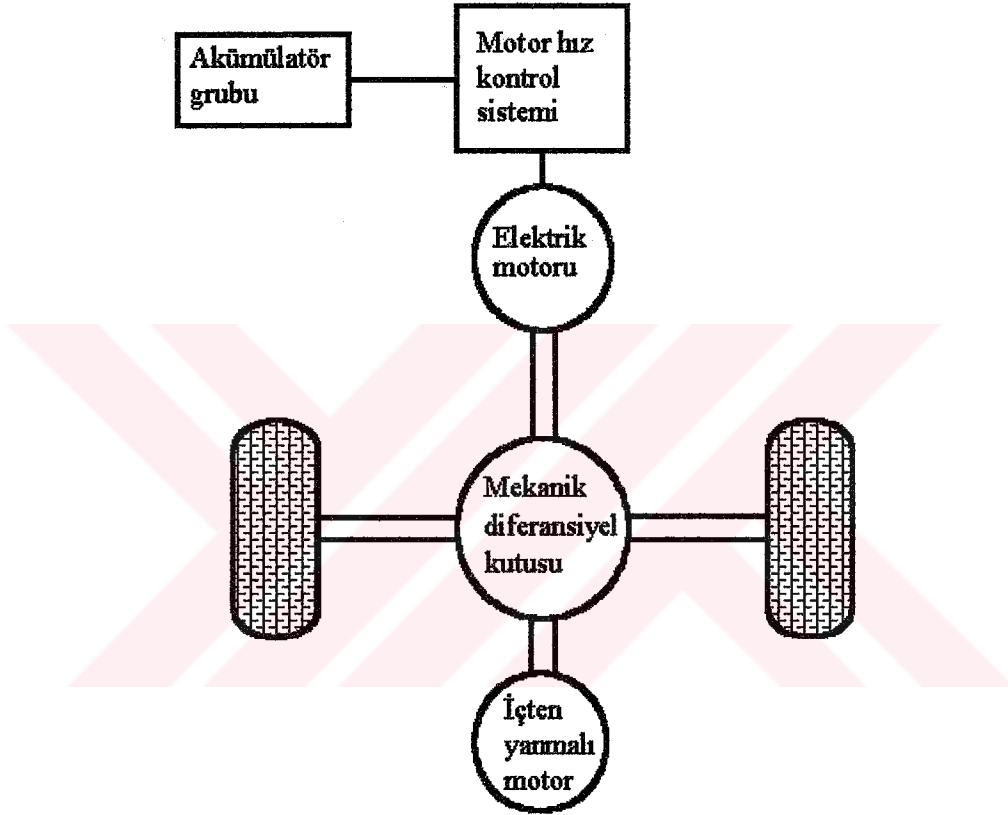 Akümülatör
grubu
Motor hız
kontrol
sistemi
Elektrik
motoru
Mekanik
diferansiyel
kutusu
İçten
yanmalı
motor